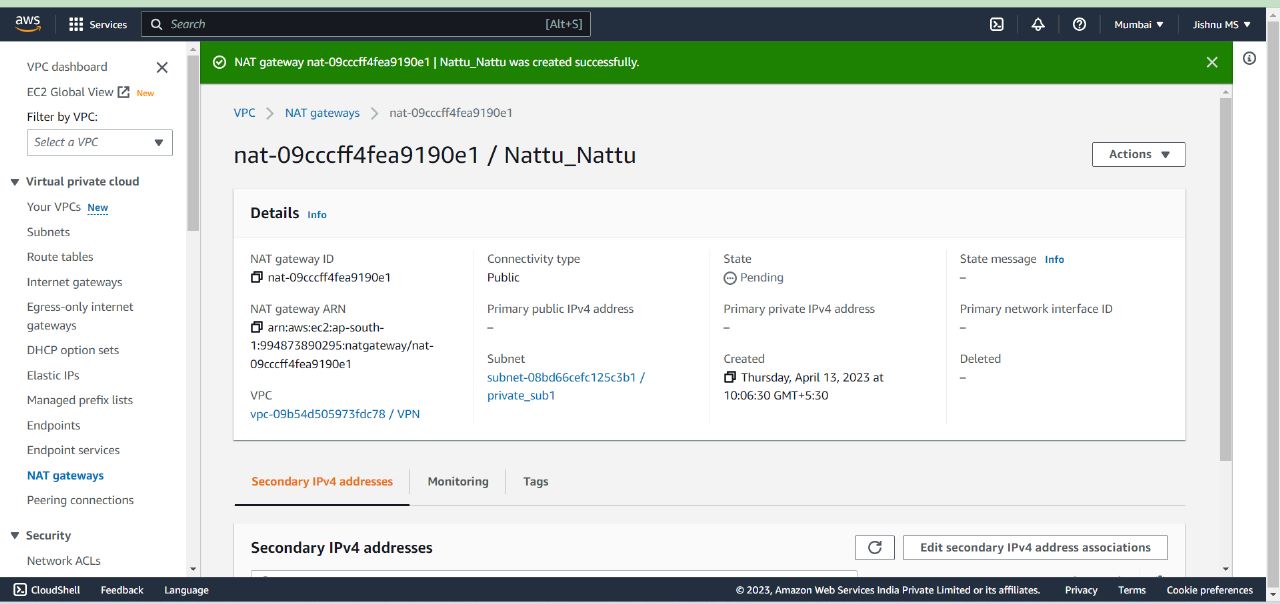 aws
Services
Search
[Alt+S]
Mumbai
Jishnu MS
VPC dashboard
EC2 Global View New
Filter by VPC:
Select a VPC
Virtual private cloud
Your VPCs New
Subnets
Route tables
Internet gateways
Egress-only internet
gateways
DHCP option sets
Elastic IPs
Managed prefix lists
Endpoints
Endpoint services
NAT gateways
Peering connections
Security
Network ACLs
NAT gateway nat-09cccff4fea9190e1 | Nattu_Nattu was created successfully.
VPC
NAT gateways
nat-09cccff4fea9190e1
nat-09cccff4fea9190e1 / Nattu_Nattu
Actions
Details Info
NAT gateway ID
nat-09cccff4fea9190e1
NAT gateway ARN
arn:aws:ec2:ap-south-
1:994873890295:natgateway/nat-
09cccff4fea9190e1
VPC
vpc-09b54d505973fdc78 / VPN
Connectivity type
Public
Primary public IPv4 address
–
Subnet
subnet-08bd66cefc125c3b1 /
private_sub1
State
Pending
Primary private IPv4 address
–
Created
Thursday, April 13, 2023 at
10:06:30 GMT+5:30
State message Info
–
Primary network interface ID
–
Deleted
–
Secondary IPv4 addresses
Monitoring
Tags
Secondary IPv4 addresses
Edit secondary IPv4 address associations
CloudShell
Feedback
Language
© 2023, Amazon Web Services India Private Limited or its affiliates.
Privacy
Terms
Cookie preferences